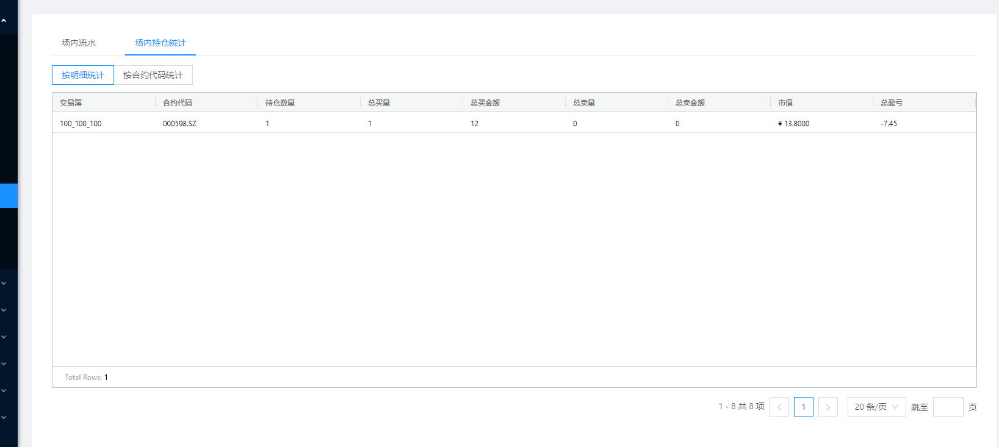 场内流水 场内持仓统计
按明细统计 按合约代码统计
交易簿 合约代码 持仓数量 总买量 总买金额 总卖量 总卖金额 市值 总盈亏
100_100_100 000598.SZ 1 1 12 0 0 ¥ 13.8000 -7.45
Total Rows: 1
1 - 8 共 8 项 1 20 条/页 跳至 页